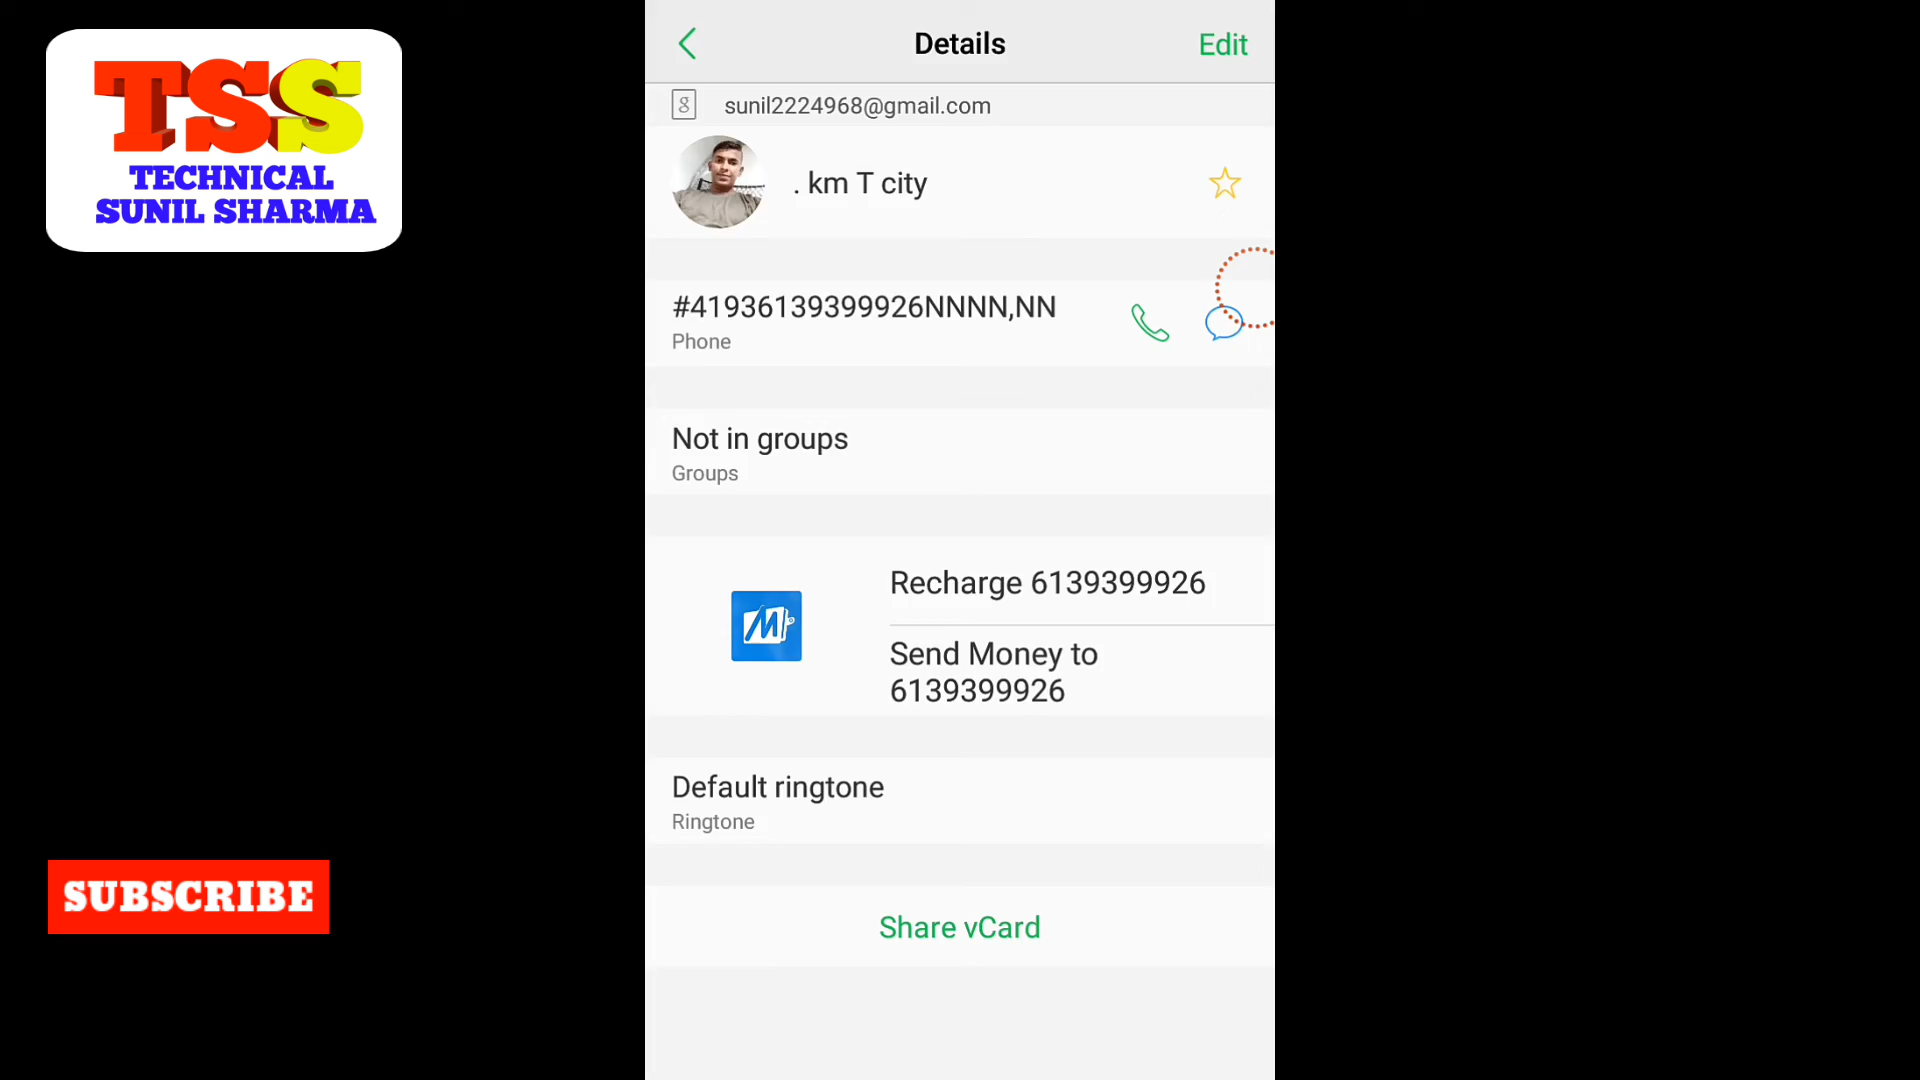 TSS
TECHNICAL
SUNIL SHARMA
Details
Edit
8 sunil2224968@gmail.com
. km T city
#41936139399926NNNN,NN
Phone
Not in groups
Groups
Recharge 6139399926
Send Money to
6139399926
Default ringtone
Ringtone
Share vCard
SUBSCRIBE